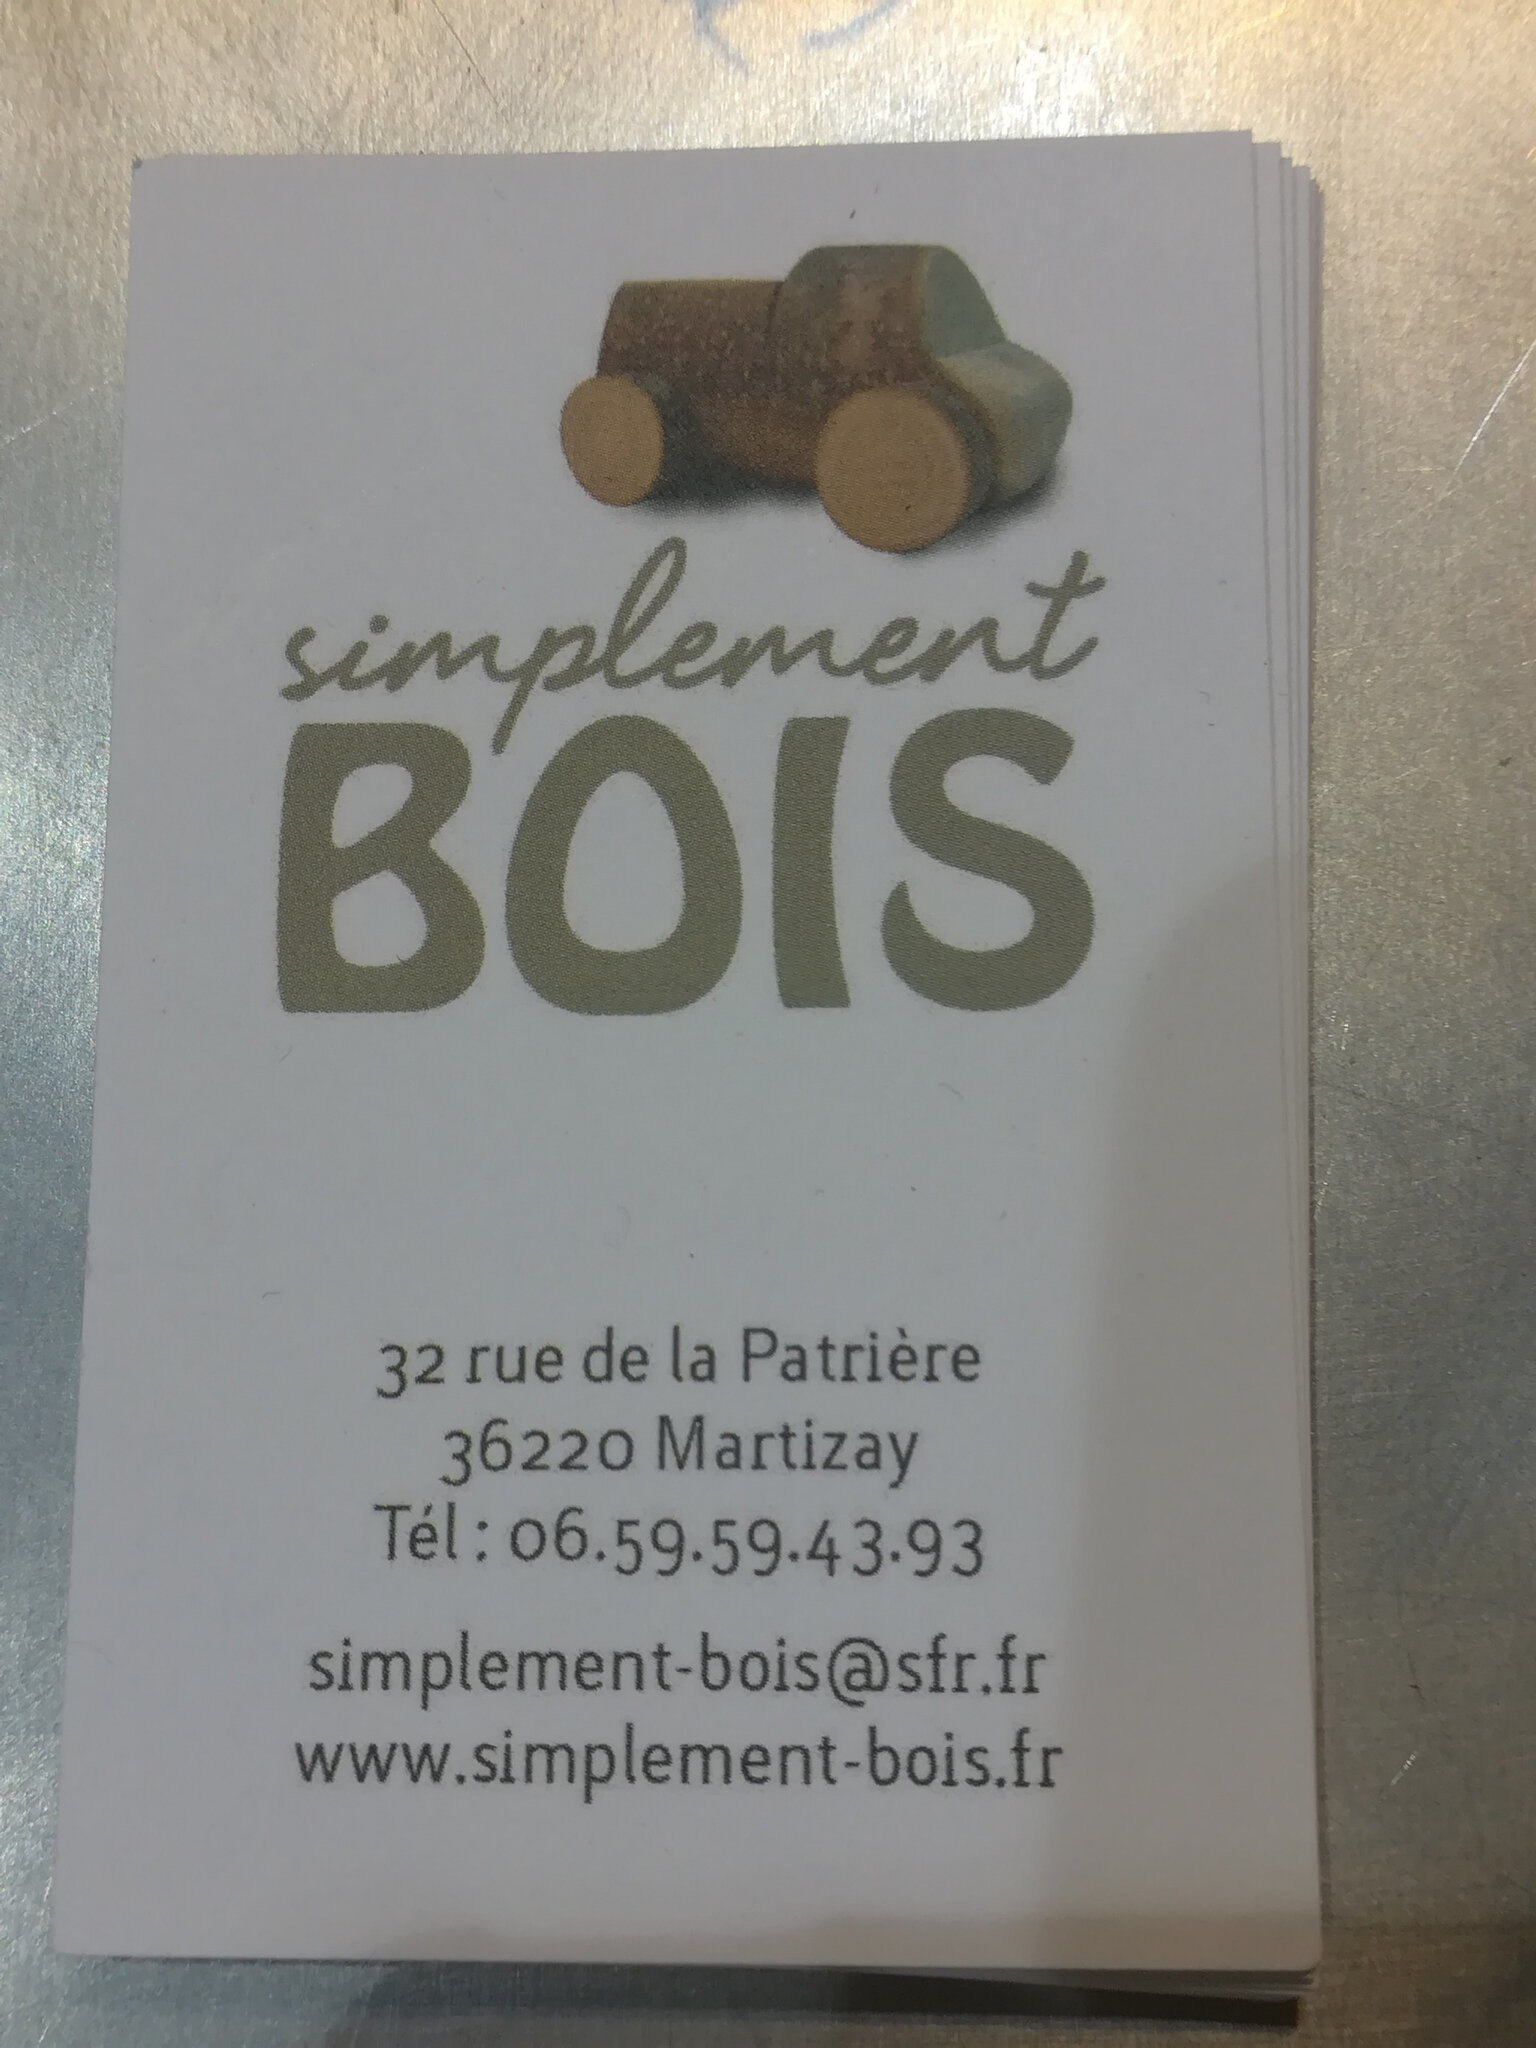 simplement
BOIS
32 rue de la Patrière
36220 Martizay
Tél : 06.59.59.43.93
simplement-bois@sfr.fr
www.simplement-bois.fr